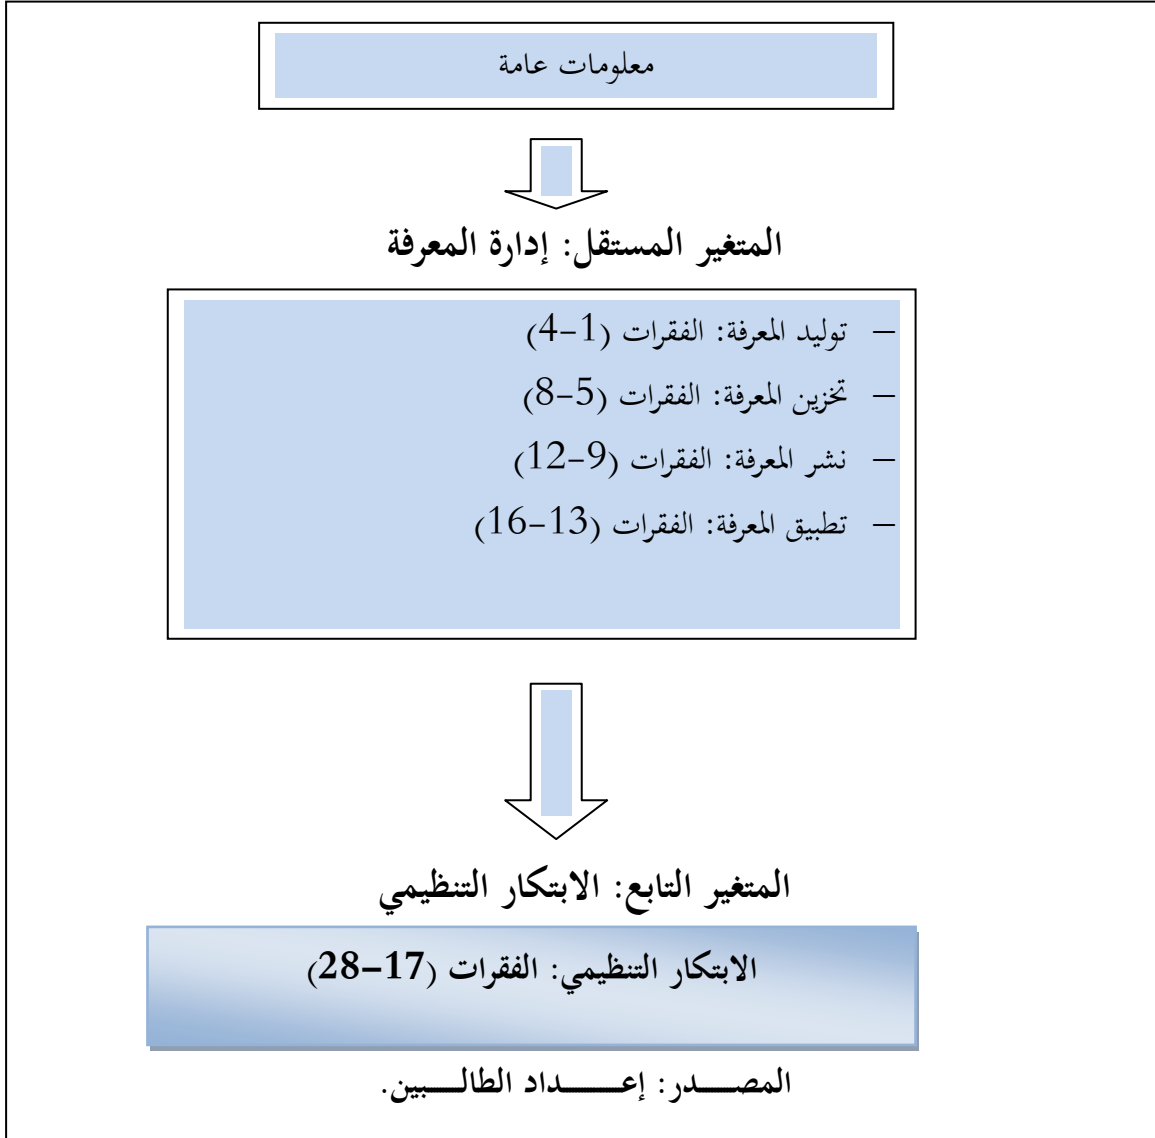 معلومات عامة
المتغير المستقل: إدارة المعرفة
– توليد المعرفة: الفقرات (1-4)
– تخزين المعرفة: الفقرات (5-8)
– نشر المعرفة: الفقرات (9-12)
– تطبيق المعرفة: الفقرات (13-16)
المتغير التابع: الابتكار التنظيمي
الابتكار التنظيمي: الفقرات (17-28)
المصـــدر: إعـــــداد الطالـــبين.